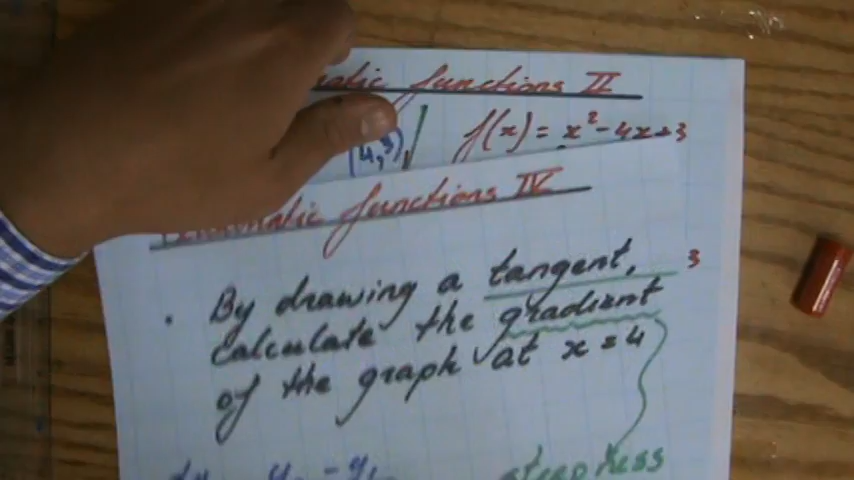 functions II
(4,3) f(x) = x² - 4x + 3
functions IV
. By drawing a tangent, 3
calculate the gradient
of the graph at x = 4
steepness